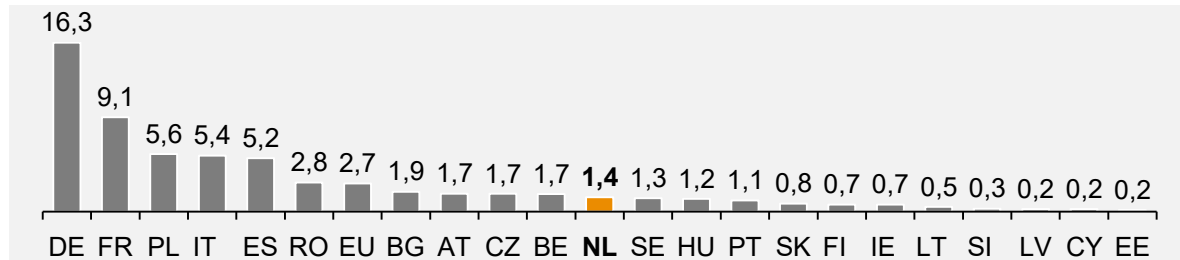 16,3
9,1
5,6 5,4 5,2
2,8 2,7 1,9 1,7 1,7 1,7 1,4 1,3 1,2 1,1 0,8 0,7 0,7 0,5 0,3 0,2 0,2 0,2
DE FR PL IT ES RO EU BG AT CZ BE NL SE HU PT SK FI IE LT SI LV CY EE